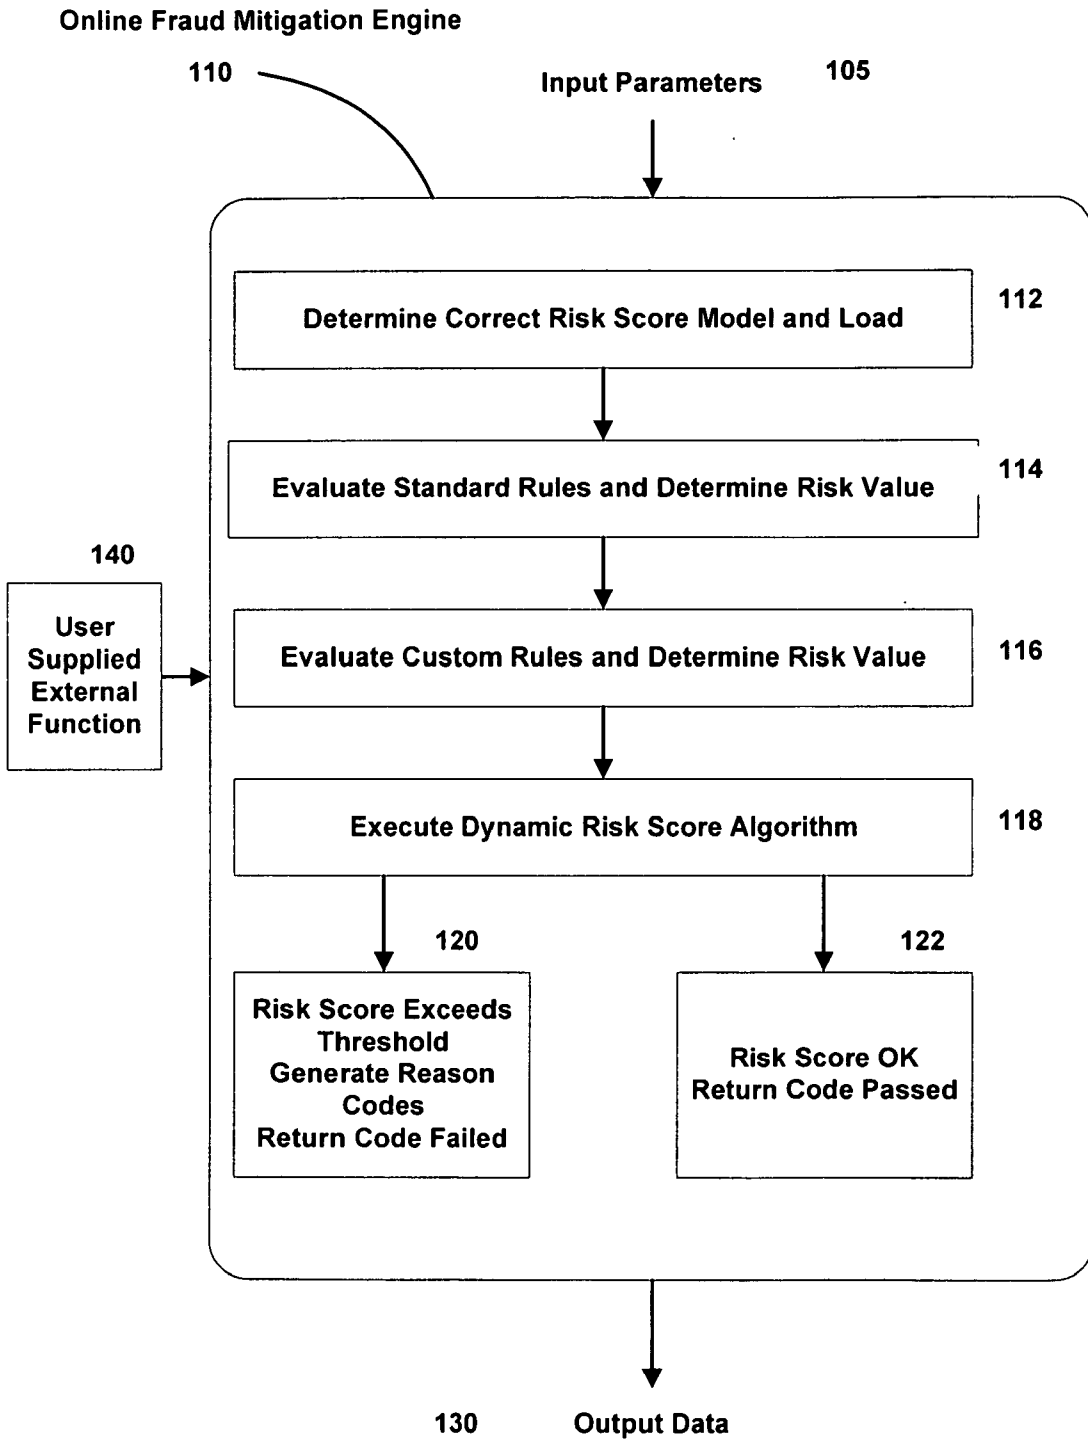 Online Fraud Mitigation Engine
110
Input Parameters
105
Determine Correct Risk Score Model and Load
112
Evaluate Standard Rules and Determine Risk Value
114
140
User
Supplied
External
Function
Evaluate Custom Rules and Determine Risk Value
116
Execute Dynamic Risk Score Algorithm
118
120
122
Risk Score Exceeds
Threshold
Generate Reason
Codes
Return Code Failed
Risk Score OK
Return Code Passed
130
Output Data